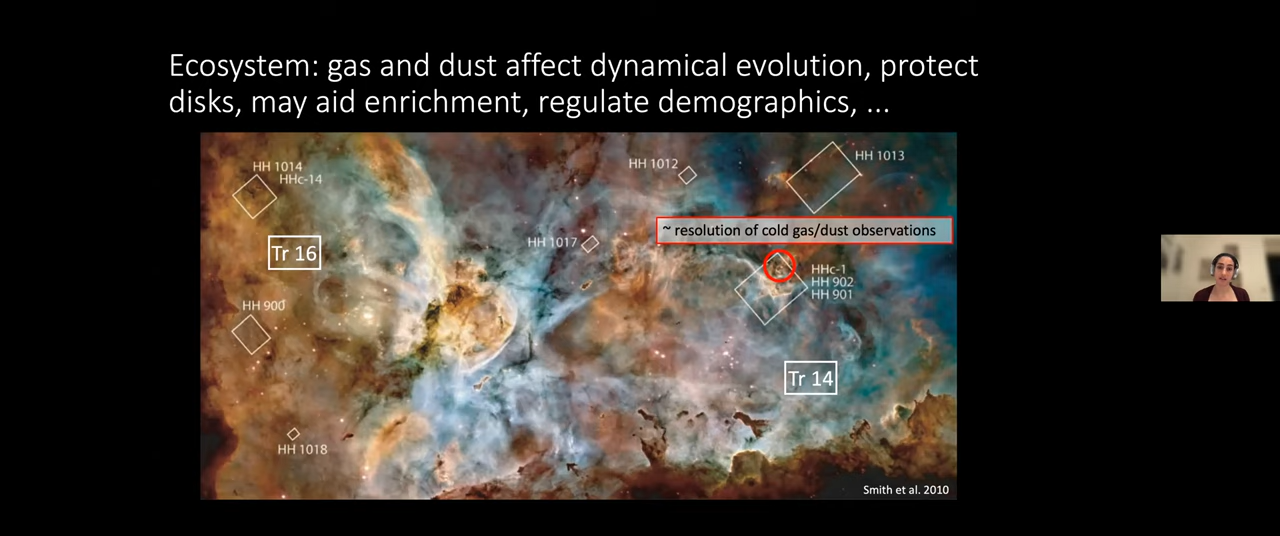 Ecosystem: gas and dust affect dynamical evolution, protect
disks, may aid enrichment, regulate demographics, ...
HH 1014
HHc-14
HH 1012
HH 1013
~ resolution of cold gas/dust observations
HH 1017
Tr 16
HHc-1
HH 902
HH 901
HH 900
Tr 14
HH 1018
Smith et al. 2010